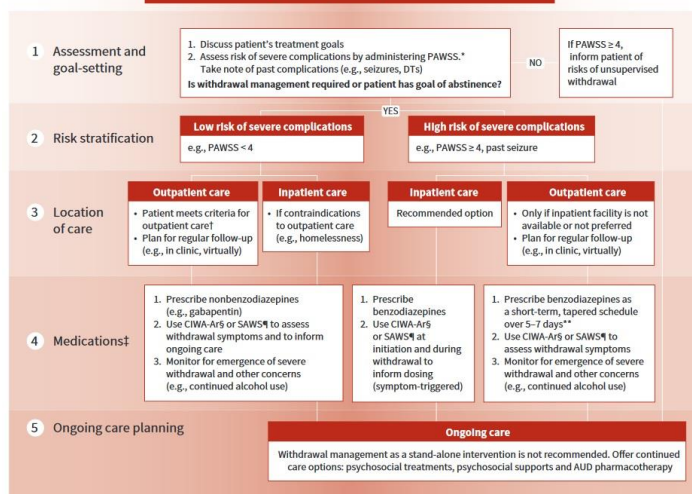 1 Assessment and
goal-setting
1. Discuss patient's treatment goals
2. Assess risk of severe complications by administering PAWSS.*
Take note of past complications (e.g., seizures, DTs)
Is withdrawal management required or patient has goal of abstinence?
NO
If PAWSS ≥ 4,
inform patient of
risks of unsupervised
withdrawal
YES
2 Risk stratification
Low risk of severe complications
e.g., PAWSS < 4
High risk of severe complications
e.g., PAWSS ≥ 4, past seizure
3 Location
of care
Outpatient care
• Patient meets criteria for
outpatient care†
• Plan for regular follow-up
(e.g., in clinic, virtually)
Inpatient care
• If contraindications
to outpatient care
(e.g., homelessness)
Inpatient care
Recommended option
Outpatient care
• Only if inpatient facility is not
available or not preferred
• Plan for regular follow-up
(e.g., in clinic, virtually)
4 Medications‡
1. Prescribe nonbenzodiazepines
(e.g., gabapentin)
2. Use CIWA-Ar§ or SAWS¶ to assess
withdrawal symptoms and to inform
ongoing care
3. Monitor for emergence of severe
withdrawal and other concerns
(e.g., continued alcohol use)
1. Prescribe
benzodiazepines
2. Use CIWA-Ar§
or SAWS¶ at
initiation and during
withdrawal to
inform dosing
(symptom-triggered)
1. Prescribe benzodiazepines as
a short-term, tapered schedule
over 5–7 days**
2. Use CIWA-Ar§ or SAWS¶ to
assess withdrawal symptoms
3. Monitor for emergence of severe
withdrawal and other concerns
(e.g., continued alcohol use)
5 Ongoing care planning
Ongoing care
Withdrawal management as a stand-alone intervention is not recommended. Offer continued
care options: psychosocial treatments, psychosocial supports and AUD pharmacotherapy